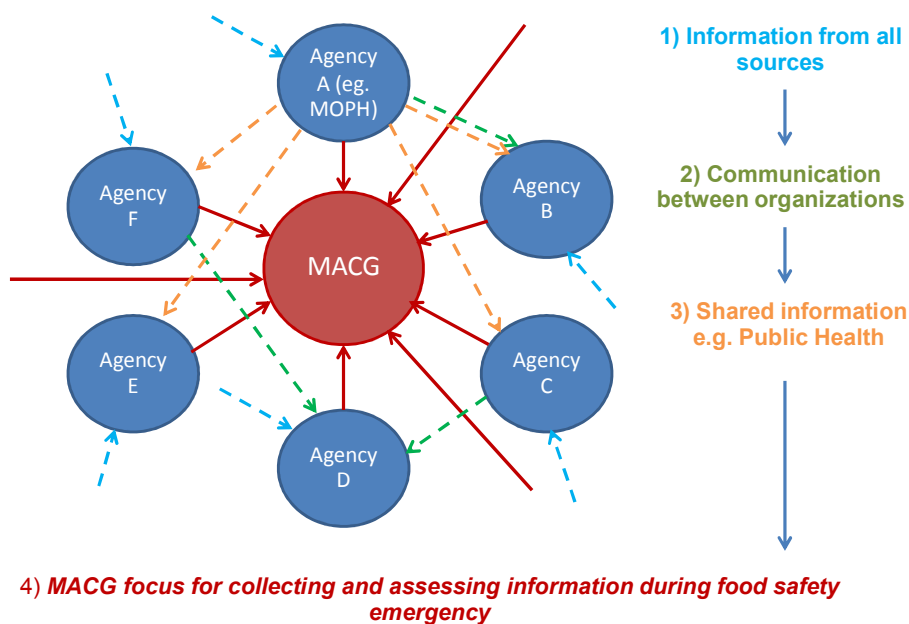 Agency
A (eg.
MOPH)
1) Information from all
sources
Agency
F
Agency
B
2) Communication
between organizations
MACG
3) Shared information
e.g. Public Health
Agency
E
Agency
C
Agency
D
4) MACG focus for collecting and assessing information during food safety
emergency